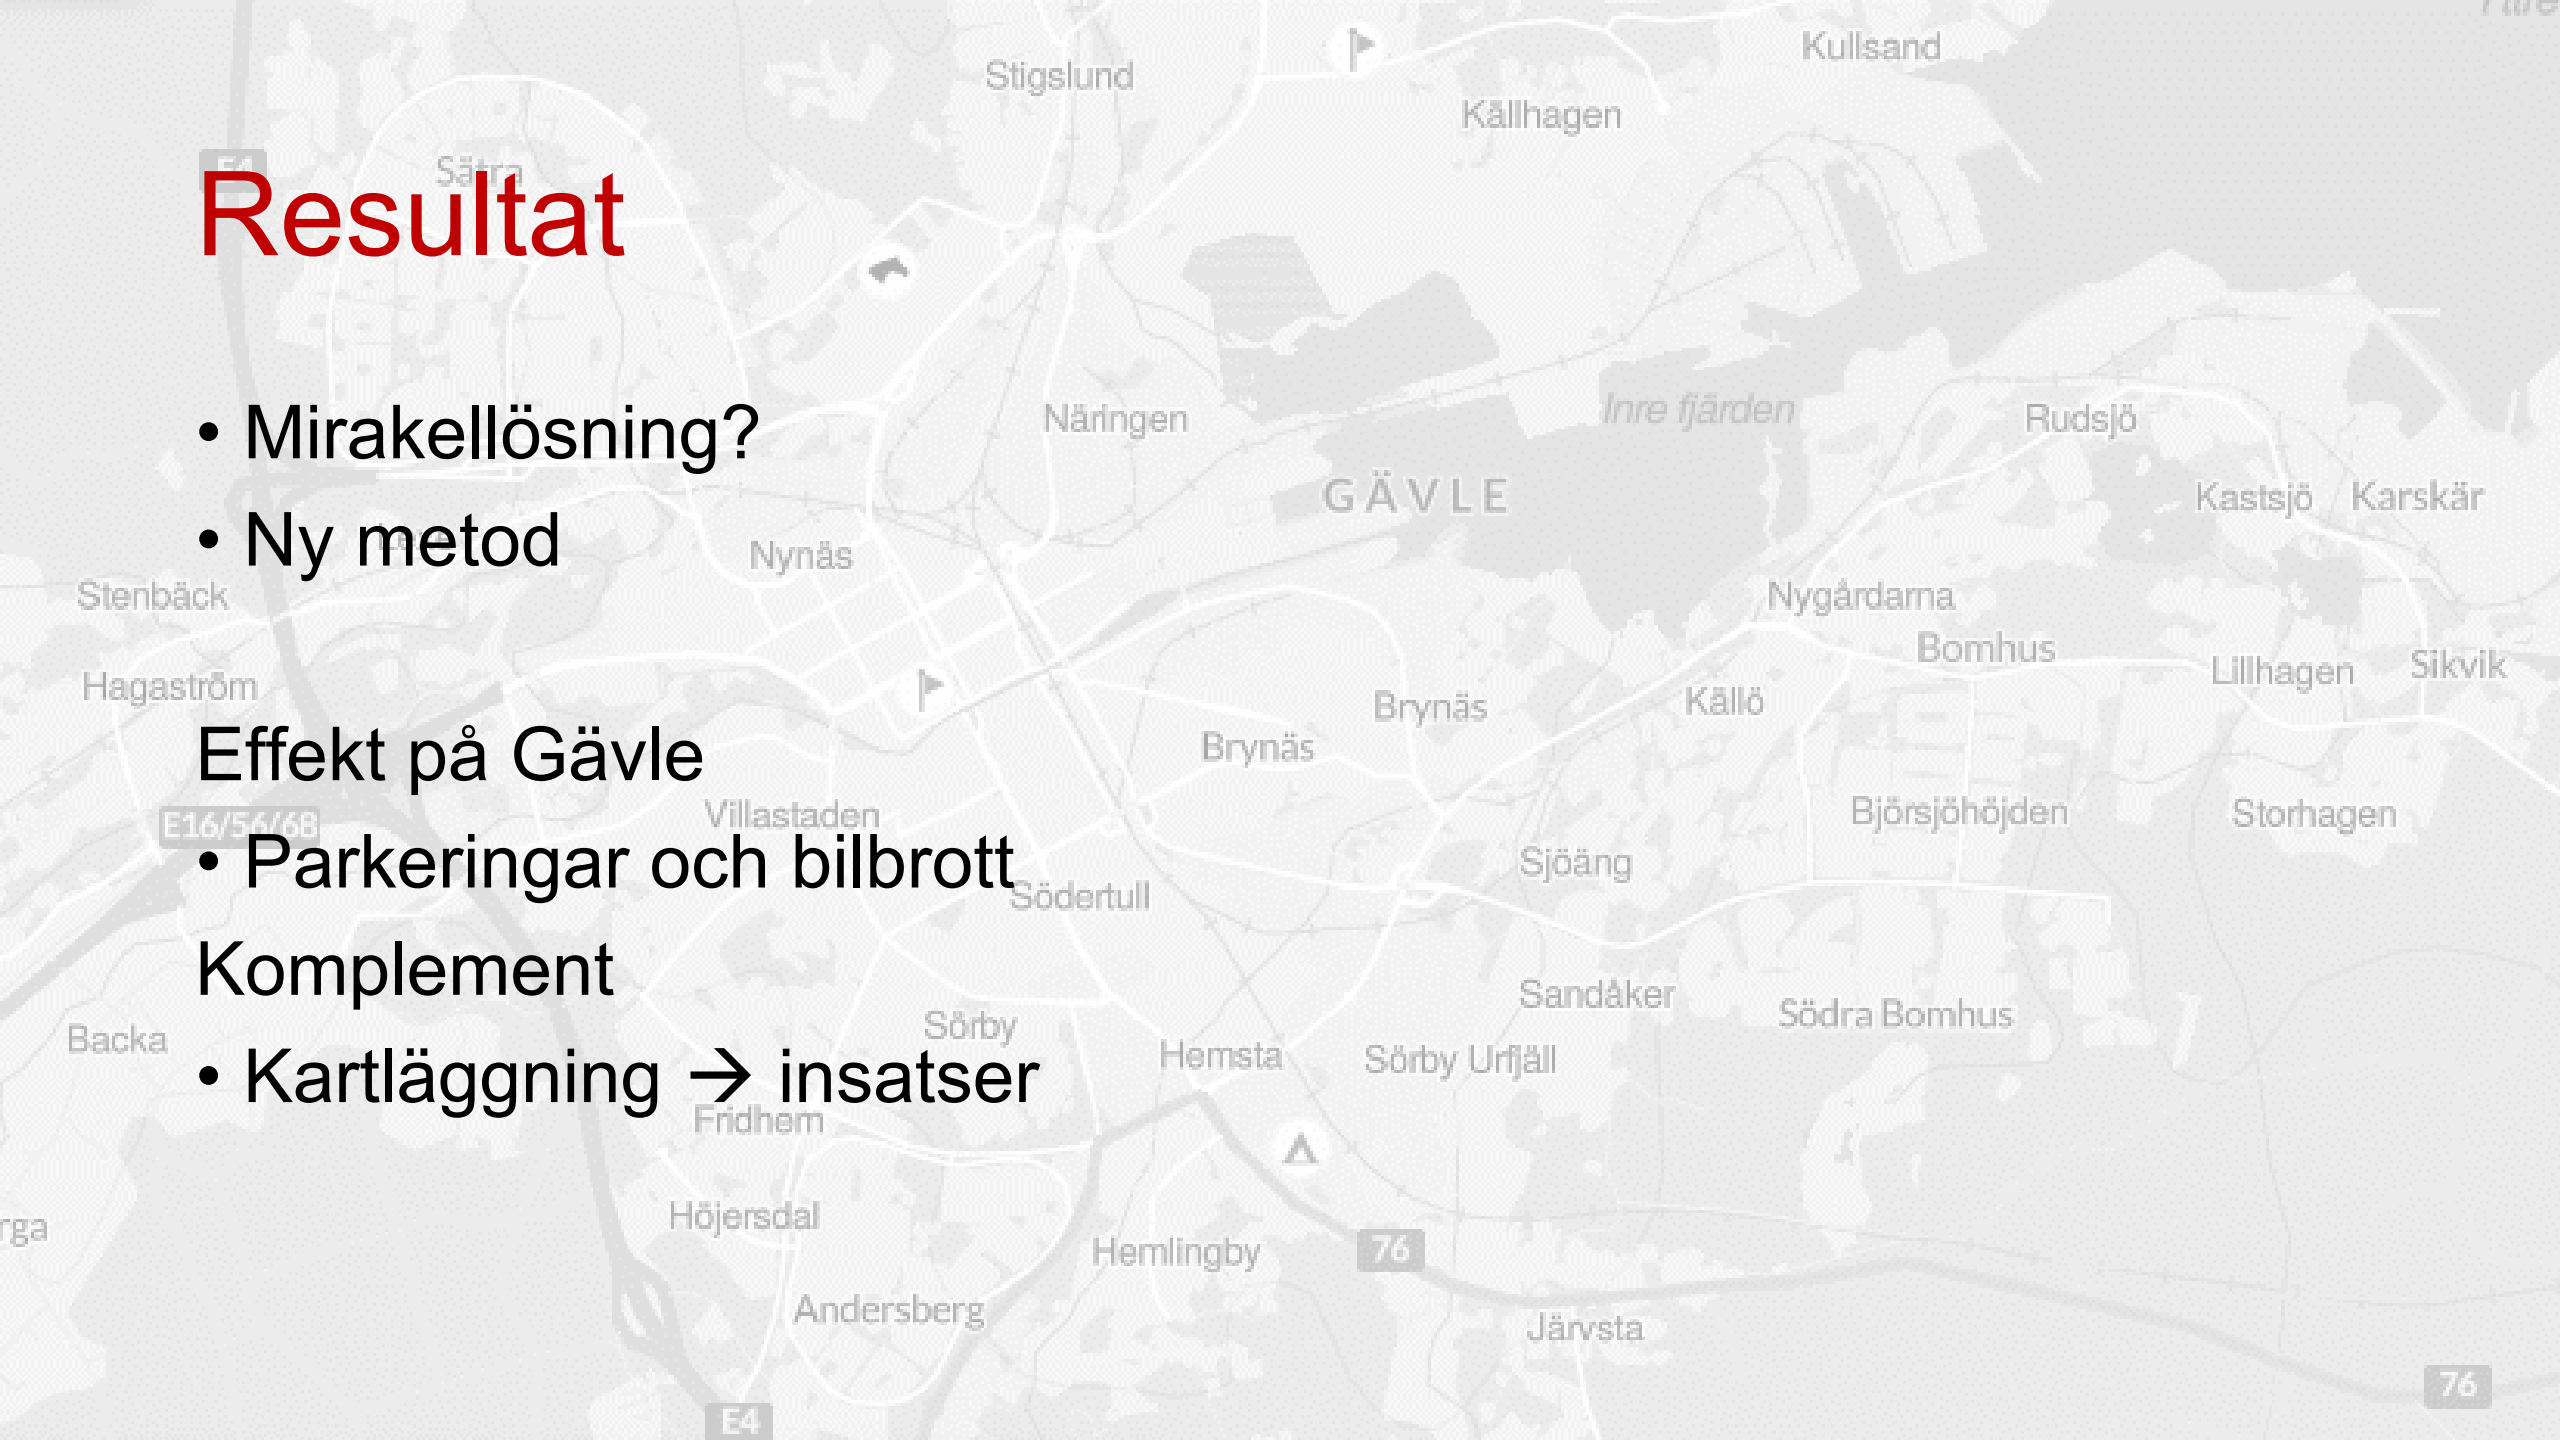 Kullsand
Stigslund
Källhagen
E4
Sätra
Resultat
Inre fjärden
Näringen
Rudsjö
• Mirakellösning?
GÄVLE
Kastsjö
Karskär
• Ny metod
Nynäs
Stenbäck
Nygårdarna
Bomhus
Hagaström
Lillhagen
Sikvik
Källö
Brynäs
Brynäs
Effekt på Gävle
Villastaden
E16/56/68
Björsjöhöjden
Storhagen
• Parkeringar och bilbrott
Sjöäng
Södertull
Komplement
Sandåker
Södra Bomhus
Sörby
Backa
Hemsta
Sörby Urfjäll
• Kartläggning → insatser
Fridhem
Höjersdal
Hemlingby
76
Andersberg
Järvsta
76
E4